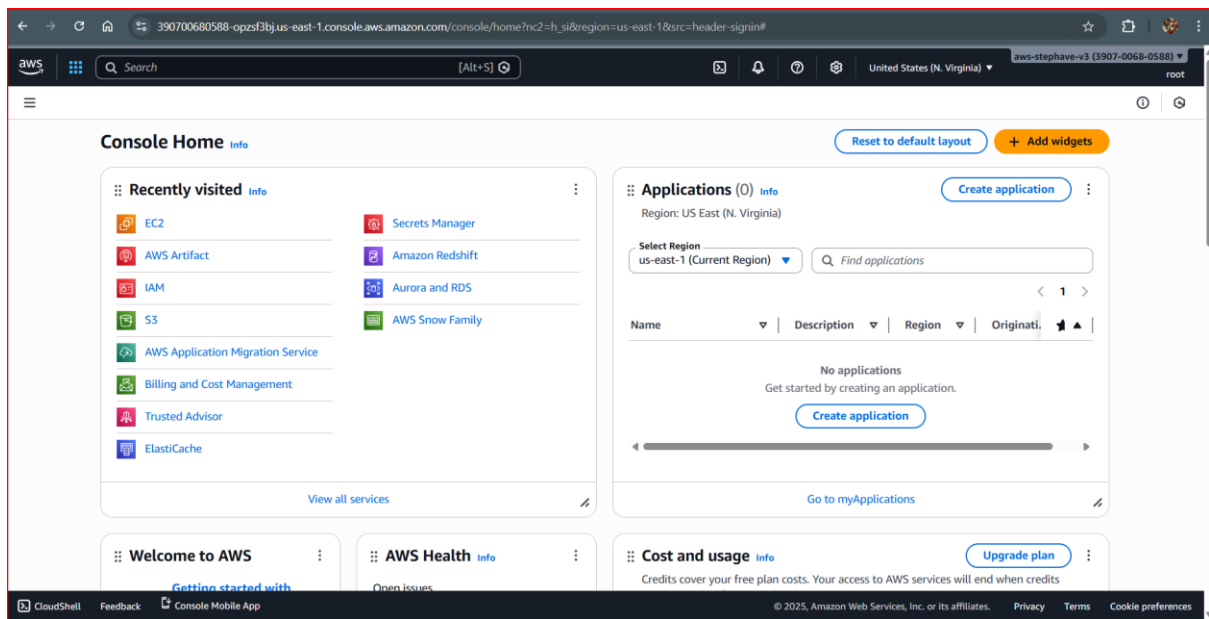 390700680588-opzsf3bj.us-east-1.console.aws.amazon.com/console/home?nc2=h_si&region=us-east-1&src=header-signin#
aws
Search
[Alt+S]
United States (N. Virginia) ▼
aws-stephave-v3 (3907-0068-0588) ▼
root
Console Home Info
Reset to default layout
+ Add widgets
Recently visited Info
EC2
AWS Artifact
IAM
S3
AWS Application Migration Service
Billing and Cost Management
Trusted Advisor
ElastiCache
Secrets Manager
Amazon Redshift
Aurora and RDS
AWS Snow Family
View all services
Applications (0) Info
Create application
Region: US East (N. Virginia)
Select Region
us-east-1 (Current Region)
Find applications
1
Name
Description
Region
Originati.
No applications
Get started by creating an application.
Create application
Go to myApplications
Welcome to AWS
Getting started with
AWS Health Info
Open issues
Cost and usage Info
Upgrade plan
Credits cover your free plan costs. Your access to AWS services will end when credits
CloudShell
Feedback
Console Mobile App
© 2025, Amazon Web Services, Inc. or its affiliates.
Privacy
Terms
Cookie preferences